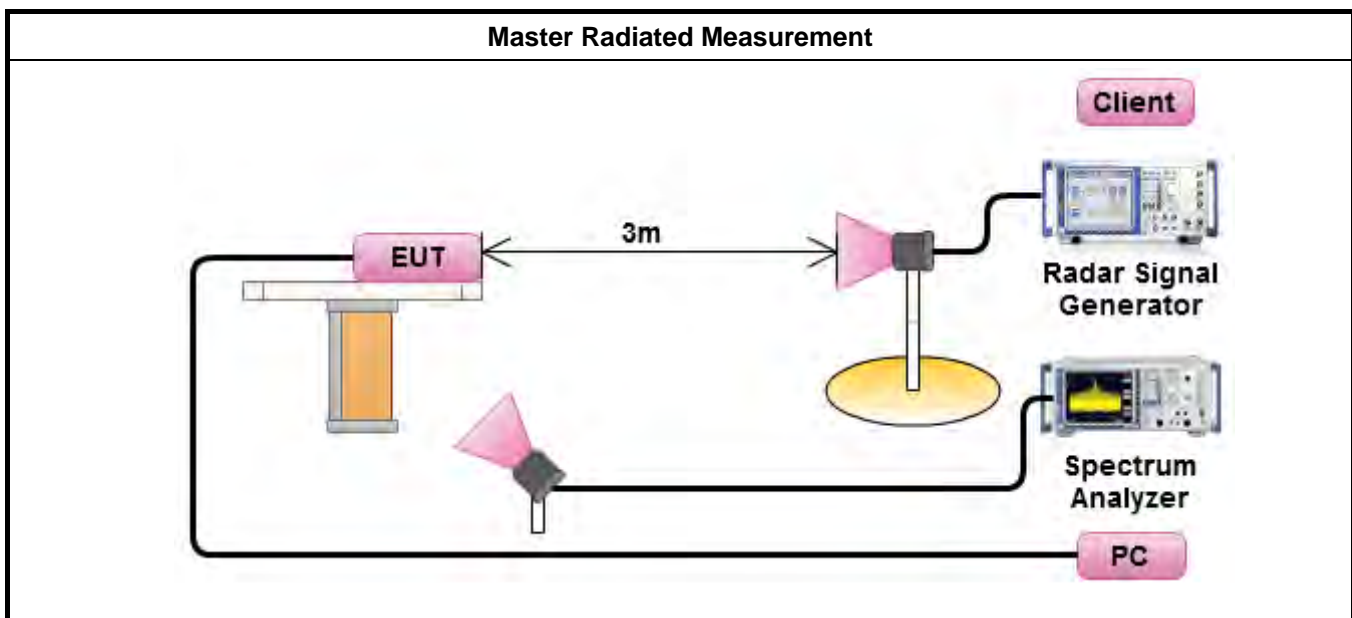 Master Radiated Measurement
Client
3m
EUT
Radar Signal
Generator
Spectrum
Analyzer
PC